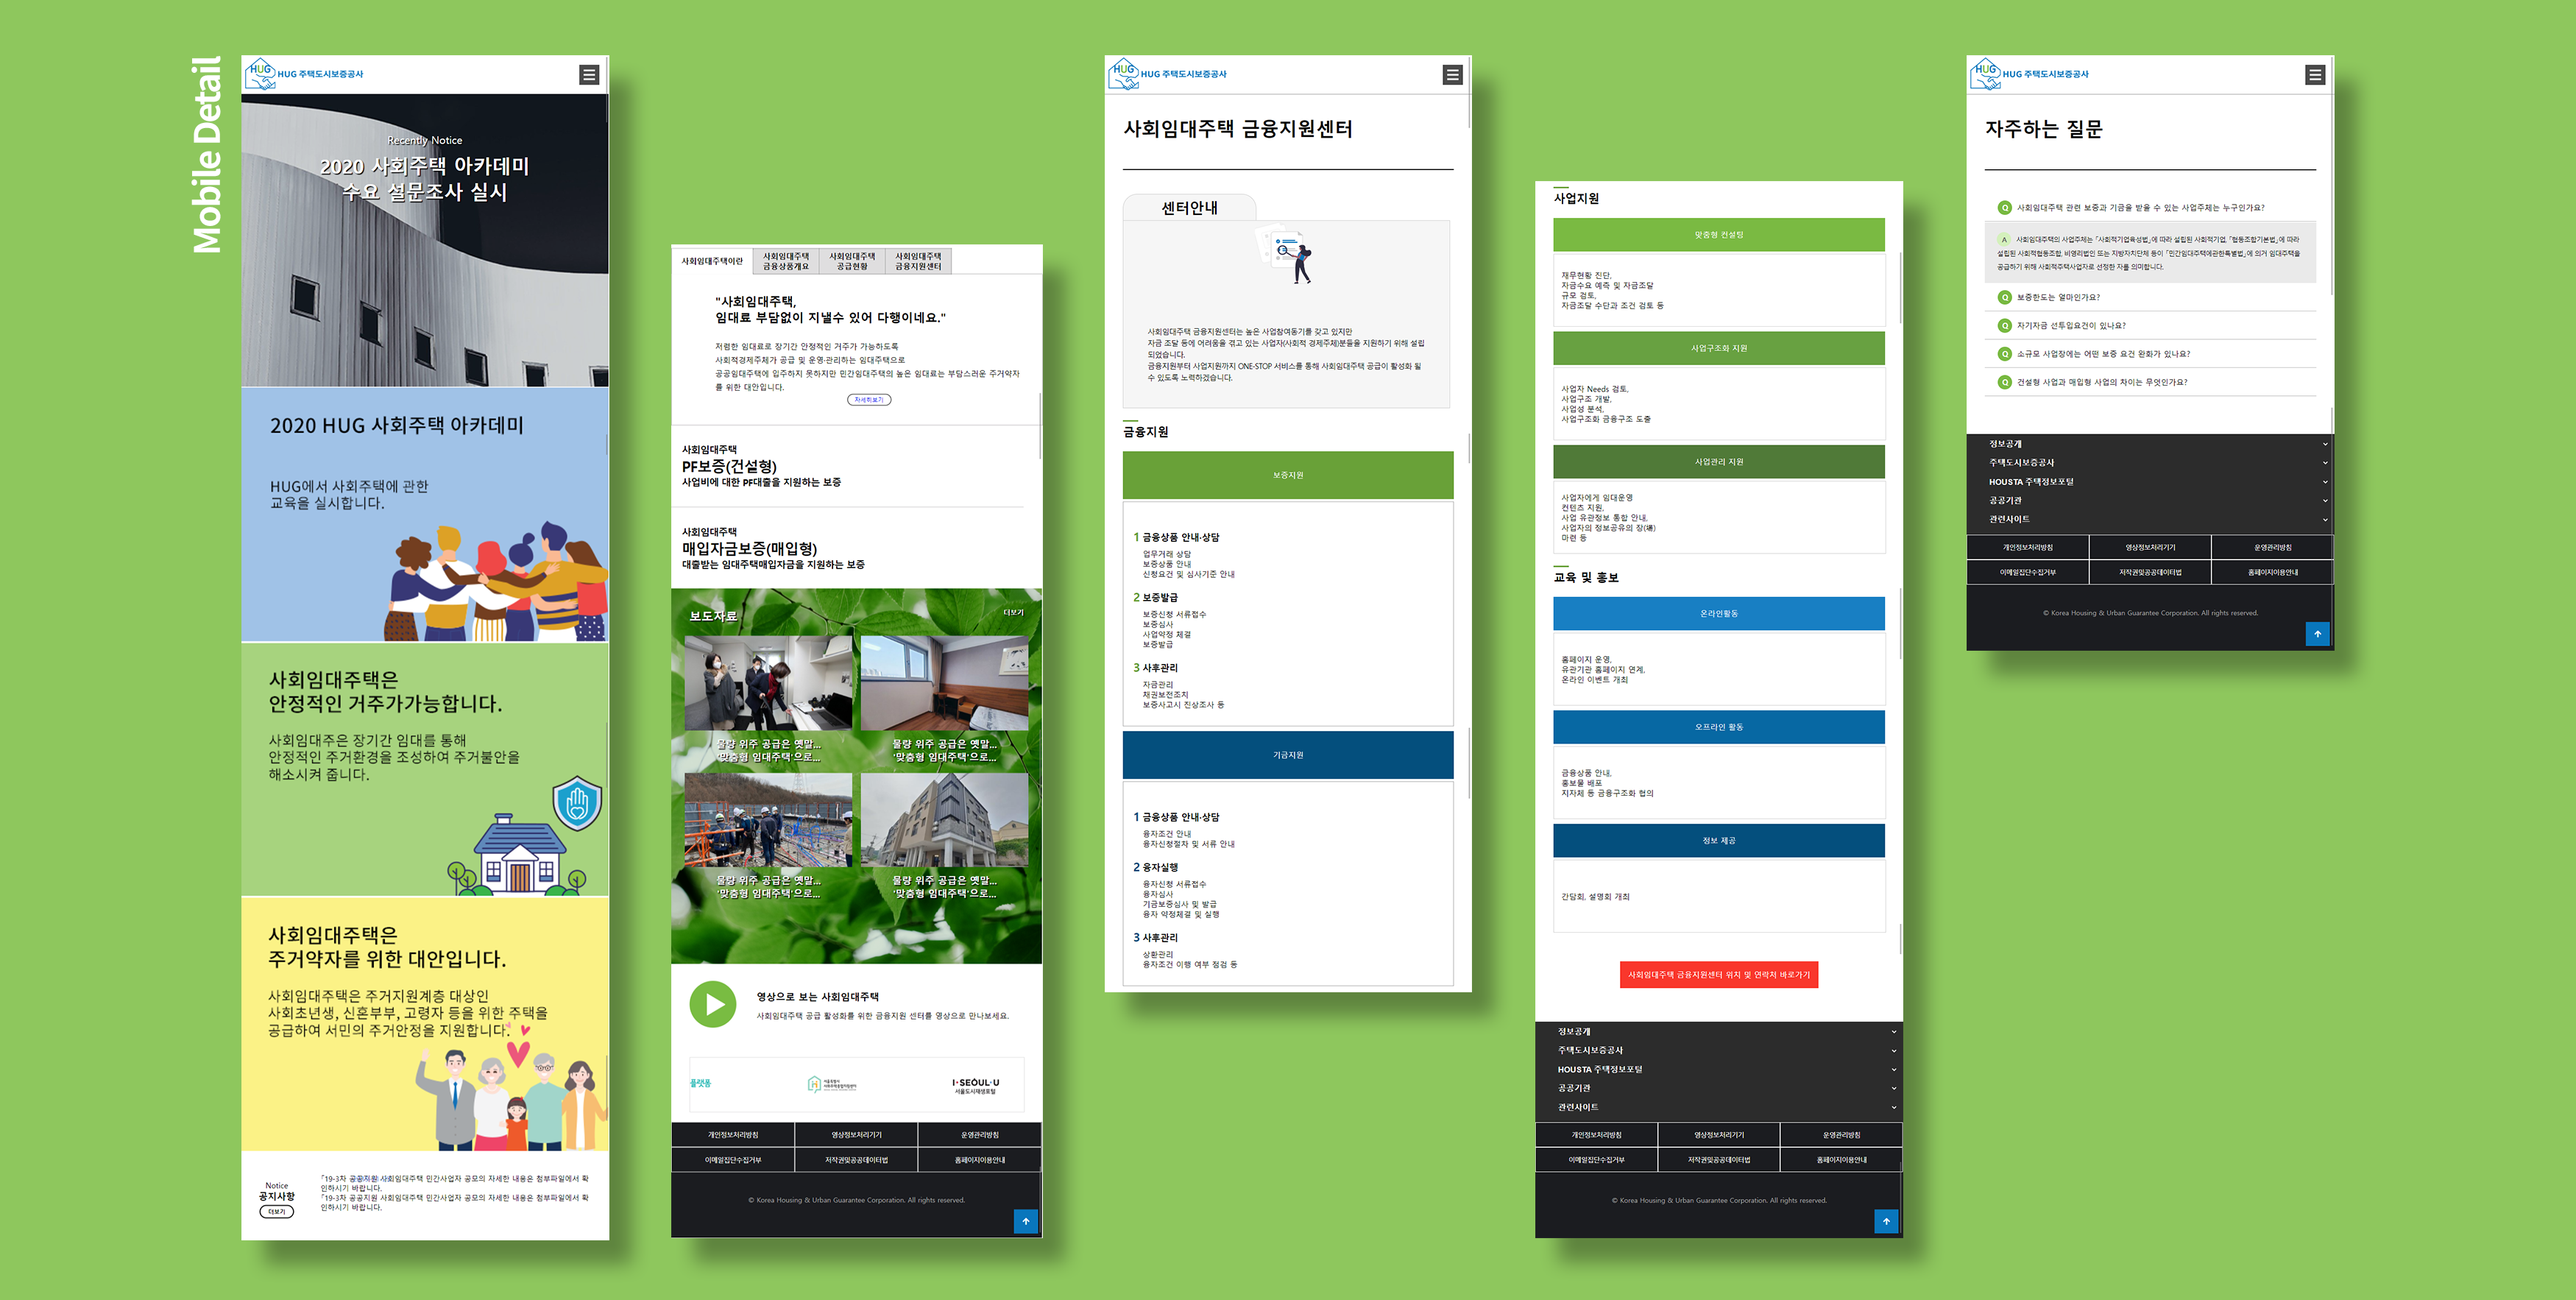 Mobile Detail
HUG
HUG 주택도시보증공사
Recently Notice
2020 사회주택 아카데미
수요 설문조사 실시
2020 HUG 사회주택 아카데미
HUG에서 사회주택에 관한
교육을 실시합니다.
사회임대주택은
안정적인 거주가가능합니다.
사회임대주은 장기간 임대를 통해
안정적인 주거환경을 조성하여 주거불안을
해소시켜 줍니다.
사회임대주택은
주거약자를 위한 대안입니다.
사회임대주택은 주거지원계층 대상인
사회초년생, 신혼부부, 고령자 등을 위한 주택을
공급하여 서민의 주거안정을 지원합니다.
Notice
공지사항
더보기
「19-3차 공공지원 사회임대주택 민간사업자 공모의 자세한 내용은 첨부파일에서 확
인하시기 바랍니다.
「19-3차 공공지원 사회임대주택 민간사업자 공모의 자세한 내용은 첨부파일에서 확
인하시기 바랍니다.
사회임대주택이란
사회임대주택
금융상품개요
사회임대주택
공급현황
사회임대주택
금융지원센터
"사회임대주택,
임대료 부담없이 지낼수 있어 다행이네요."
저렴한 임대료로 장기간 안정적인 거주가 가능하도록
사회적경제주체가 공급 및 운영·관리하는 임대주택으로
공공임대주택에 입주하지 못하지만 민간임대주택의 높은 임대료는 부담스러운 주거약자
를 위한 대안입니다.
자세히보기
사회임대주택
PF보증(건설형)
사업비에 대한 PF대출을 지원하는 보증
사회임대주택
매입자금보증(매입형)
대출받는 임대주택매입자금을 지원하는 보증
보도자료
더보기
물량 위주 공급은 옛말...
'맞춤형 임대주택'으로...
물량 위주 공급은 옛말...
'맞춤형 임대주택'으로...
물량 위주 공급은 옛말...
'맞춤형 임대주택'으로...
물량 위주 공급은 옛말...
'맞춤형 임대주택'으로...
영상으로 보는 사회임대주택
사회임대주택 공급 활성화를 위한 금융지원 센터를 영상으로 만나보세요.
플랫폼
I·SEOUL·U
서울도시재생포털
개인정보처리방침
영상정보처리기기
운영관리방침
이메일집단수집거부
저작권및공공데이터법
홈페이지이용안내
© Korea Housing & Urban Guarantee Corporation. All rights reserved.
HUG
HUG 주택도시보증공사
사회임대주택 금융지원센터
센터안내
사회임대주택 금융지원센터는 높은 사업참여동기를 갖고 있지만
자금 조달 등에 어려움을 겪고 있는 사업자(사회적 경제주체)분들을 지원하기 위해 설립
되었습니다.
금융지원부터 사업지원까지 ONE-STOP 서비스를 통해 사회임대주택 공급이 활성화 될
수 있도록 노력하겠습니다.
금융지원
보증지원
1 금융상품 안내·상담
업무거래 상담
보증상품 안내
신청요건 및 심사기준 안내
2 보증발급
보증신청 서류접수
보증심사
사업약정 체결
보증발급
3 사후관리
자금관리
채권보전조치
보증사고시 진상조사 등
기금지원
1 금융상품 안내·상담
융자조건 안내
융자신청절차 및 서류 안내
2 융자실행
융자신청 서류접수
융자심사
기금보증심사 및 발급
융자 약정체결 및 실행
3 사후관리
상환관리
융자조건 이행 여부 점검 등
사업지원
맞춤형 컨설팅
재무현황 진단,
자금수요 예측 및 자금조달
규모 검토,
자금조달 수단과 조건 검토 등
사업구조화 지원
사업자 Needs 검토,
사업구조 개발,
사업성 분석,
사업구조화 금융구조 도출
사업관리 지원
사업자에게 임대운영
컨텐츠 지원,
사업 유관정보 통합 안내,
사업자의 정보공유의 장(場)
마련 등
교육 및 홍보
온라인활동
홈페이지 운영,
유관기관 홈페이지 연계,
온라인 이벤트 개최
오프라인 활동
금융상품 안내,
홍보물 배포
지자체 등 금융구조화 협의
정보 제공
간담회, 설명회 개최
사회임대주택 금융지원센터 위치 및 연락처 바로가기
정보공개
주택도시보증공사
HOUSTA 주택정보포털
공공기관
관련사이트
개인정보처리방침
영상정보처리기기
운영관리방침
이메일집단수집거부
저작권및공공데이터법
홈페이지이용안내
© Korea Housing & Urban Guarantee Corporation. All rights reserved.
HUG
HUG 주택도시보증공사
자주하는 질문
Q 사회임대주택 관련 보증과 기금을 받을 수 있는 사업주체는 누구인가요?
A 사회임대주택의 사업주체는 「사회적기업육성법」에 따라 설립된 사회적기업, 「협동조합기본법」에 따라
설립된 사회적협동조합, 비영리법인 또는 지방자치단체 등이 「민간임대주택에관한특별법」에 의거 임대주택을
공급하기 위해 사회적주택사업자로 선정한 자를 의미합니다.
Q 보증한도는 얼마인가요?
Q 자기자금 선투입요건이 있나요?
Q 소규모 사업장에는 어떤 보증 요건 완화가 있나요?
Q 건설형 사업과 매입형 사업의 차이는 무엇인가요?
정보공개
주택도시보증공사
HOUSTA 주택정보포털
공공기관
관련사이트
개인정보처리방침
영상정보처리기기
운영관리방침
이메일집단수집거부
저작권및공공데이터법
홈페이지이용안내
© Korea Housing & Urban Guarantee Corporation. All rights reserved.